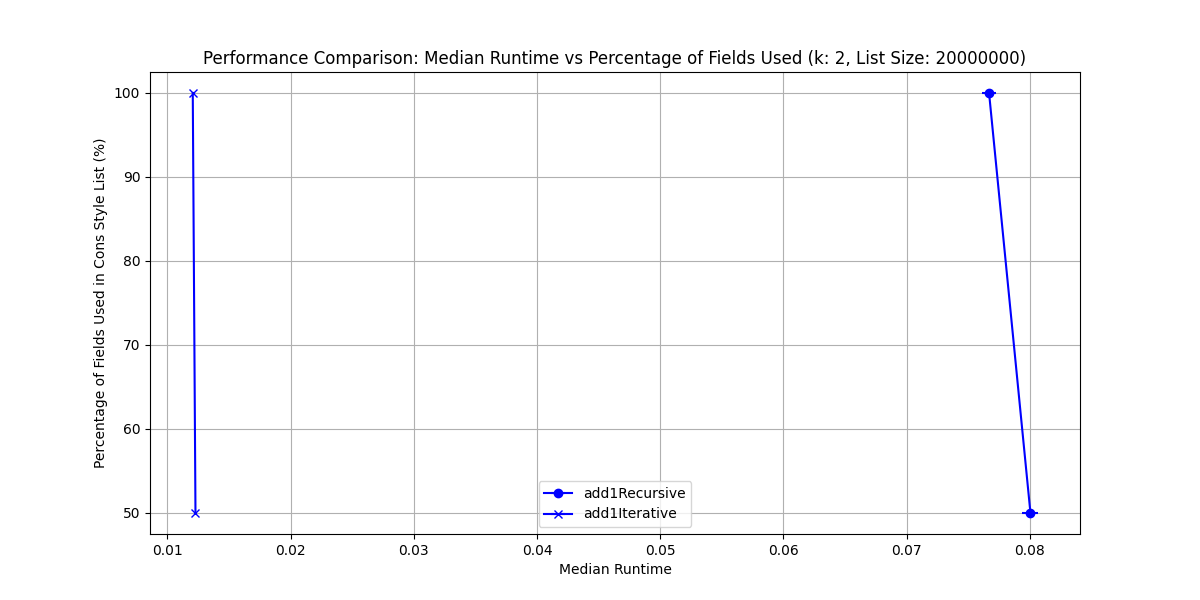 Performance Comparison: Median Runtime vs Percentage of Fields Used (k: 2, List Size: 20000000)
Percentage of Fields Used in Cons Style List (%)
100
90
80
70
60
50
add1Recursive
add1Iterative
0.01 0.02 0.03 0.04 0.05 0.06 0.07 0.08
Median Runtime